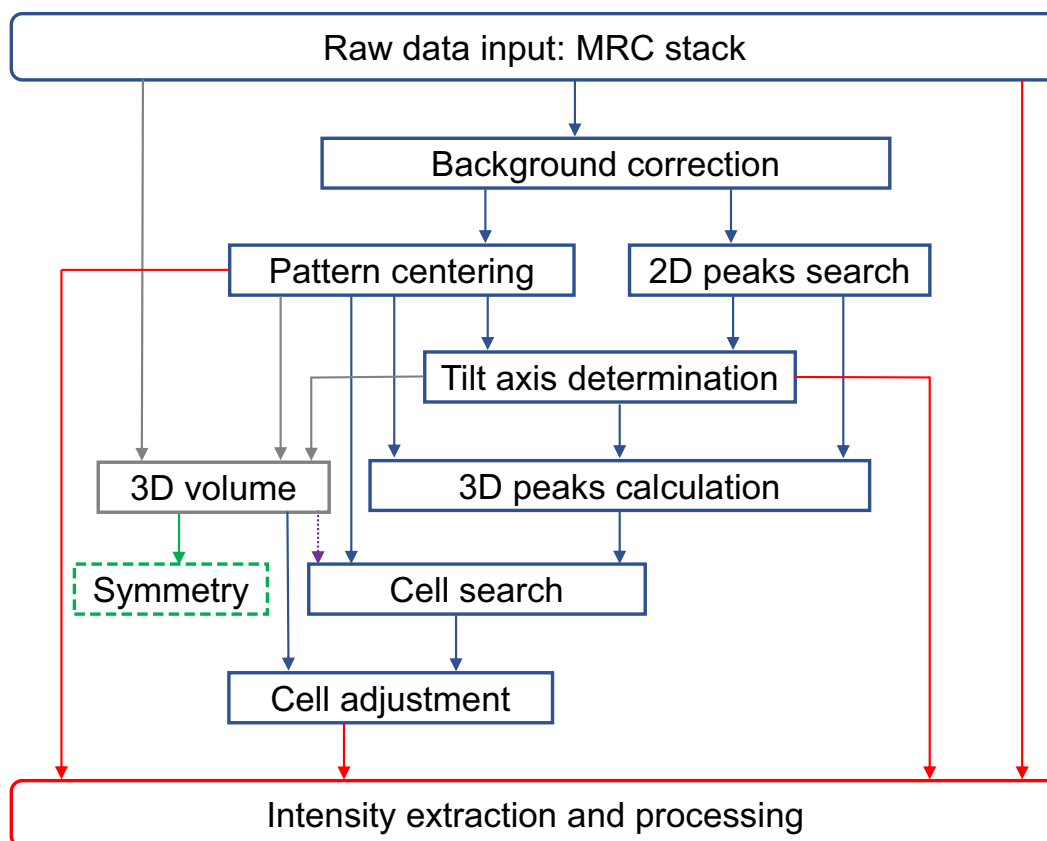 Raw data input: MRC stack
Background correction
Pattern centering
2D peaks search
Tilt axis determination
3D volume
3D peaks calculation
Symmetry
Cell search
Cell adjustment
Intensity extraction and processing